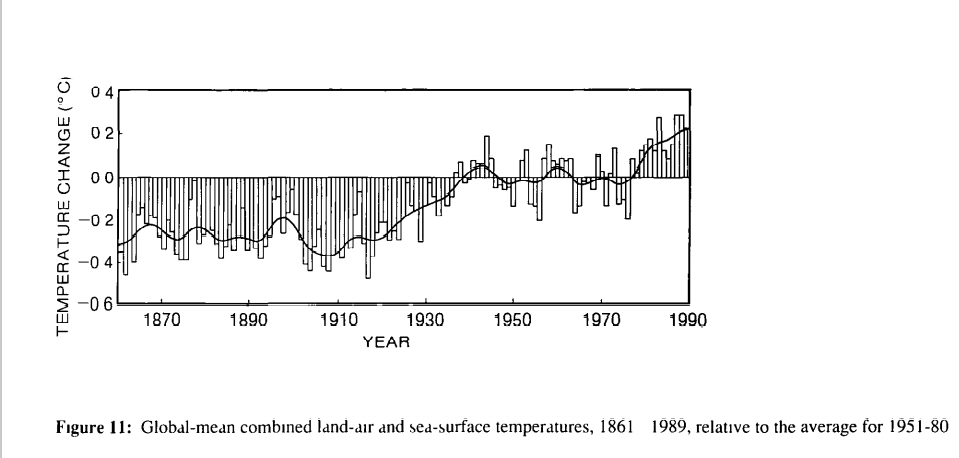 TEMPERATURE CHANGE (°C)
0 4
0 2
0 0
−0 2
−0 4
−0 6
1870 1890 1910 1930 1950 1970 1990
YEAR
Figure 11: Global-mean combined land-air and sea-surface temperatures, 1861 1989, relative to the average for 1951-80